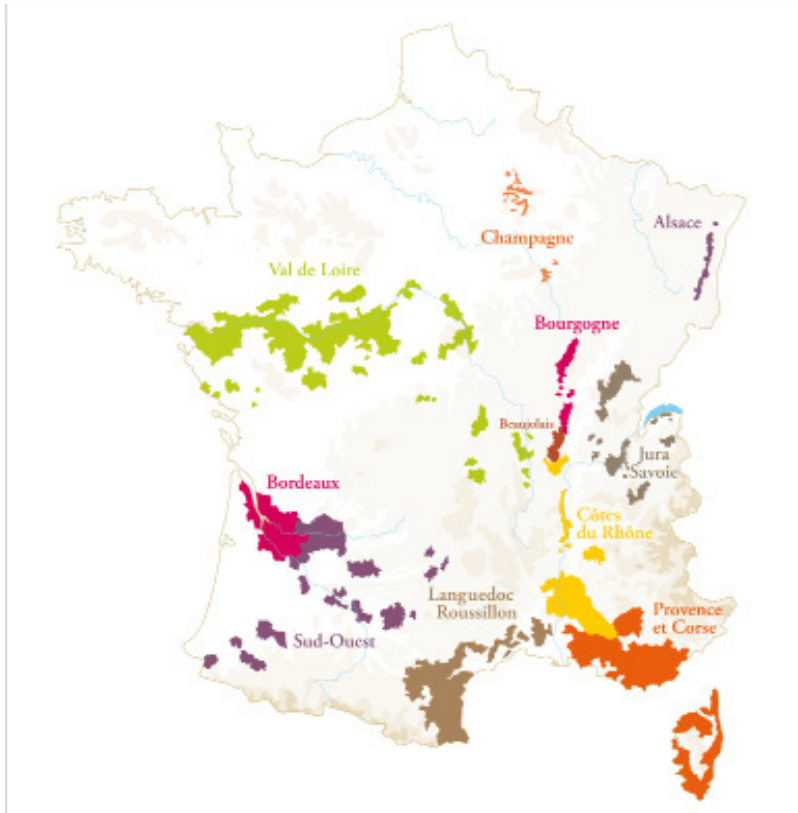 Champagne
Alsace
Val de Loire
Bourgogne
Beaujolais
Jura
Savoie
Bordeaux
Côtes
du Rhône
Languedoc
Roussillon
Provence
et Corse
Sud-Ouest